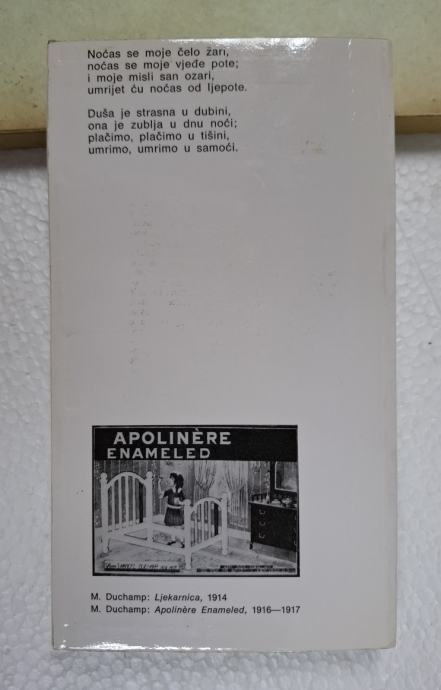 Noćas se moje čelo žari,
noćas se moje vjeđe pote;
i moje misli san ozari,
umrijet ću noćas od ljepote.
Duša je strasna u dubini,
ona je zublja u dnu noći;
plačimo, plačimo u tišini,
umrimo, umrimo u samoći.
APOLINÈRE
ENAMELED
M. Duchamp: Ljekarnica, 1914
M. Duchamp: Apolinère Enameled, 1916—1917